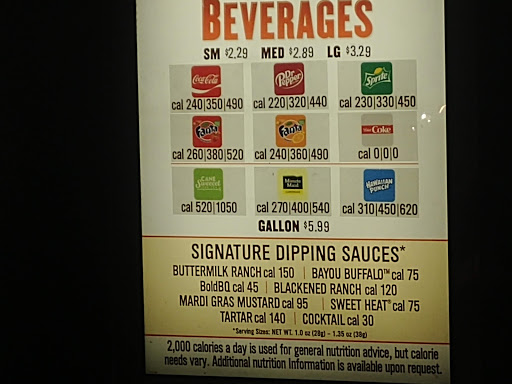 BEVERAGES
SM $2.29 MED $2.89 LG $3.29
Coca-Cola Dr Pepper Sprite
cal 240|350|490 cal 220|320|440 cal 230|330|450
Fanta Fanta Diet Coke
cal 260|380|520 cal 240|360|490 cal 0|0|0
Cane Sweeet Minute Maid Hawaiian Punch
cal 520|1050 cal 270|400|540 cal 310|450|620
GALLON $5.99
SIGNATURE DIPPING SAUCES*
BUTTERMILK RANCH cal 150 | BAYOU BUFFALO™ cal 75
BoldBQ cal 45 | BLACKENED RANCH cal 120
MARDI GRAS MUSTARD cal 95 | SWEET HEAT® cal 75
TARTAR cal 140 | COCKTAIL cal 30
*Serving Sizes: NET WT. 1.0 oz (28g) - 1.35 oz (38g)
2,000 calories a day is used for general nutrition advice, but calorie
needs vary. Additional nutrition Information is available upon request.